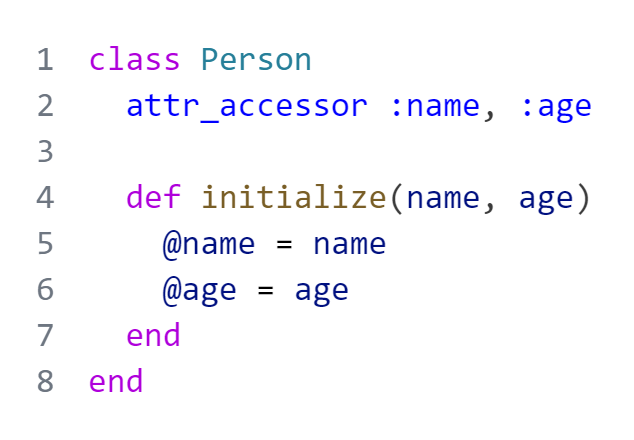 1 class Person
2   attr_accessor :name, :age
3
4   def initialize(name, age)
5     @name = name
6     @age = age
7   end
8 end